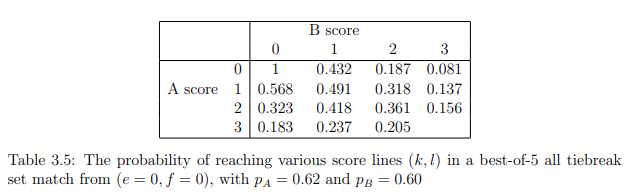 B score
0 1 2 3
0 1 0.432 0.187 0.081
A score 1 0.568 0.491 0.318 0.137
2 0.323 0.418 0.361 0.156
3 0.183 0.237 0.205
Table 3.5: The probability of reaching various score lines (k, l) in a best-of-5 all tiebreak
set match from (e = 0, f = 0), with p_A = 0.62 and p_B = 0.60